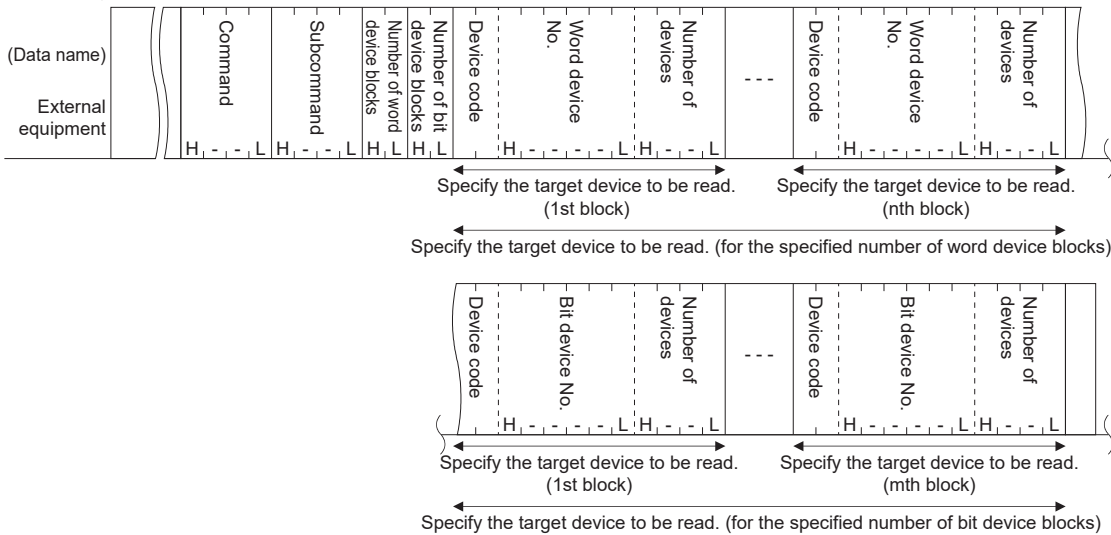 (Data name)
External
equipment
Command
H - - L
Subcommand
H - - L
Number of word
device blocks
H L
Number of bit
device blocks
H L
Device code
Word device
No.
H - - - - L
Number of
devices
H - - L
- - -
Device code
Word device
No.
H - - - - L
Number of
devices
H - - L
Specify the target device to be read.
(1st block)
Specify the target device to be read.
(nth block)
Specify the target device to be read. (for the specified number of word device blocks)
Device code
Bit device No.
H - - - - L
Number of
devices
H - - L
- - -
Device code
Bit device No.
H - - - - L
Number of
devices
H - - L
Specify the target device to be read.
(1st block)
Specify the target device to be read.
(mth block)
Specify the target device to be read. (for the specified number of bit device blocks)